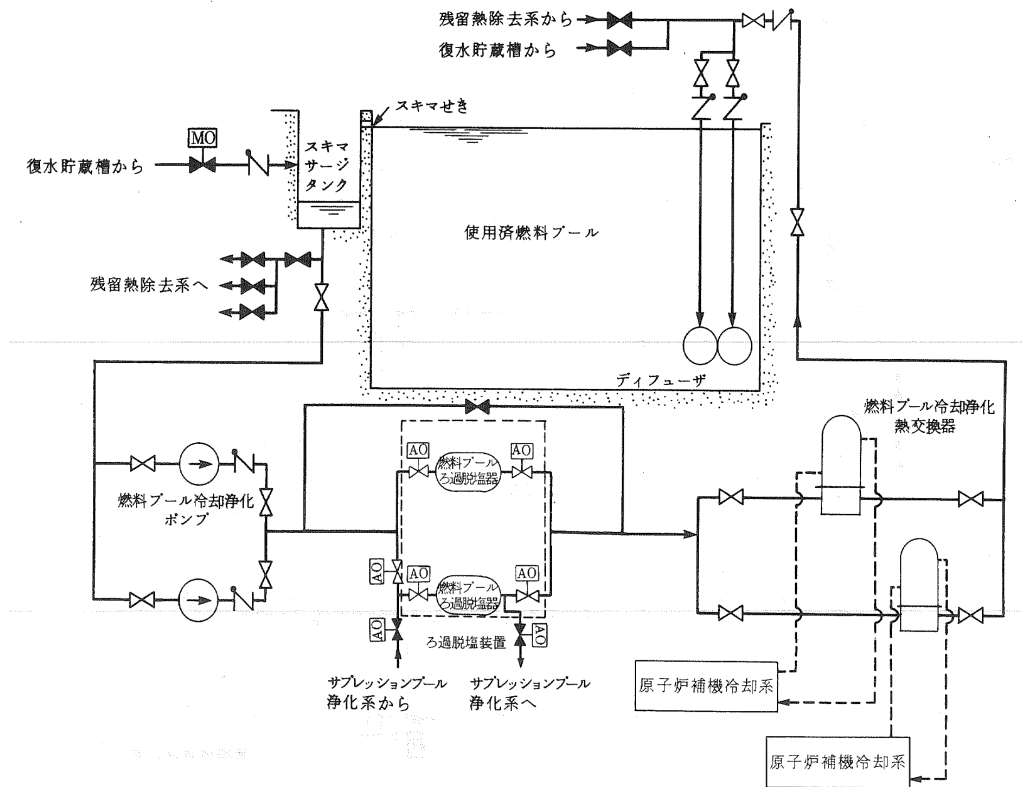 残留熱除去系から
復水貯蔵槽から
スキマせき
MO
スキマ
サージ
タンク
復水貯蔵槽から
使用済燃料プール
残留熱除去系へ
ディフューザ
燃料プール冷却浄化
熱交換器
AO
AO
燃料プール
ろ過脱塩器
燃料プール冷却浄化
ポンプ
AO
AO
AO
燃料プール
ろ過脱塩器
AO
AO
ろ過脱塩装置
サプレッションプール
浄化系から
サプレッションプール
浄化系へ
原子炉補機冷却系
原子炉補機冷却系